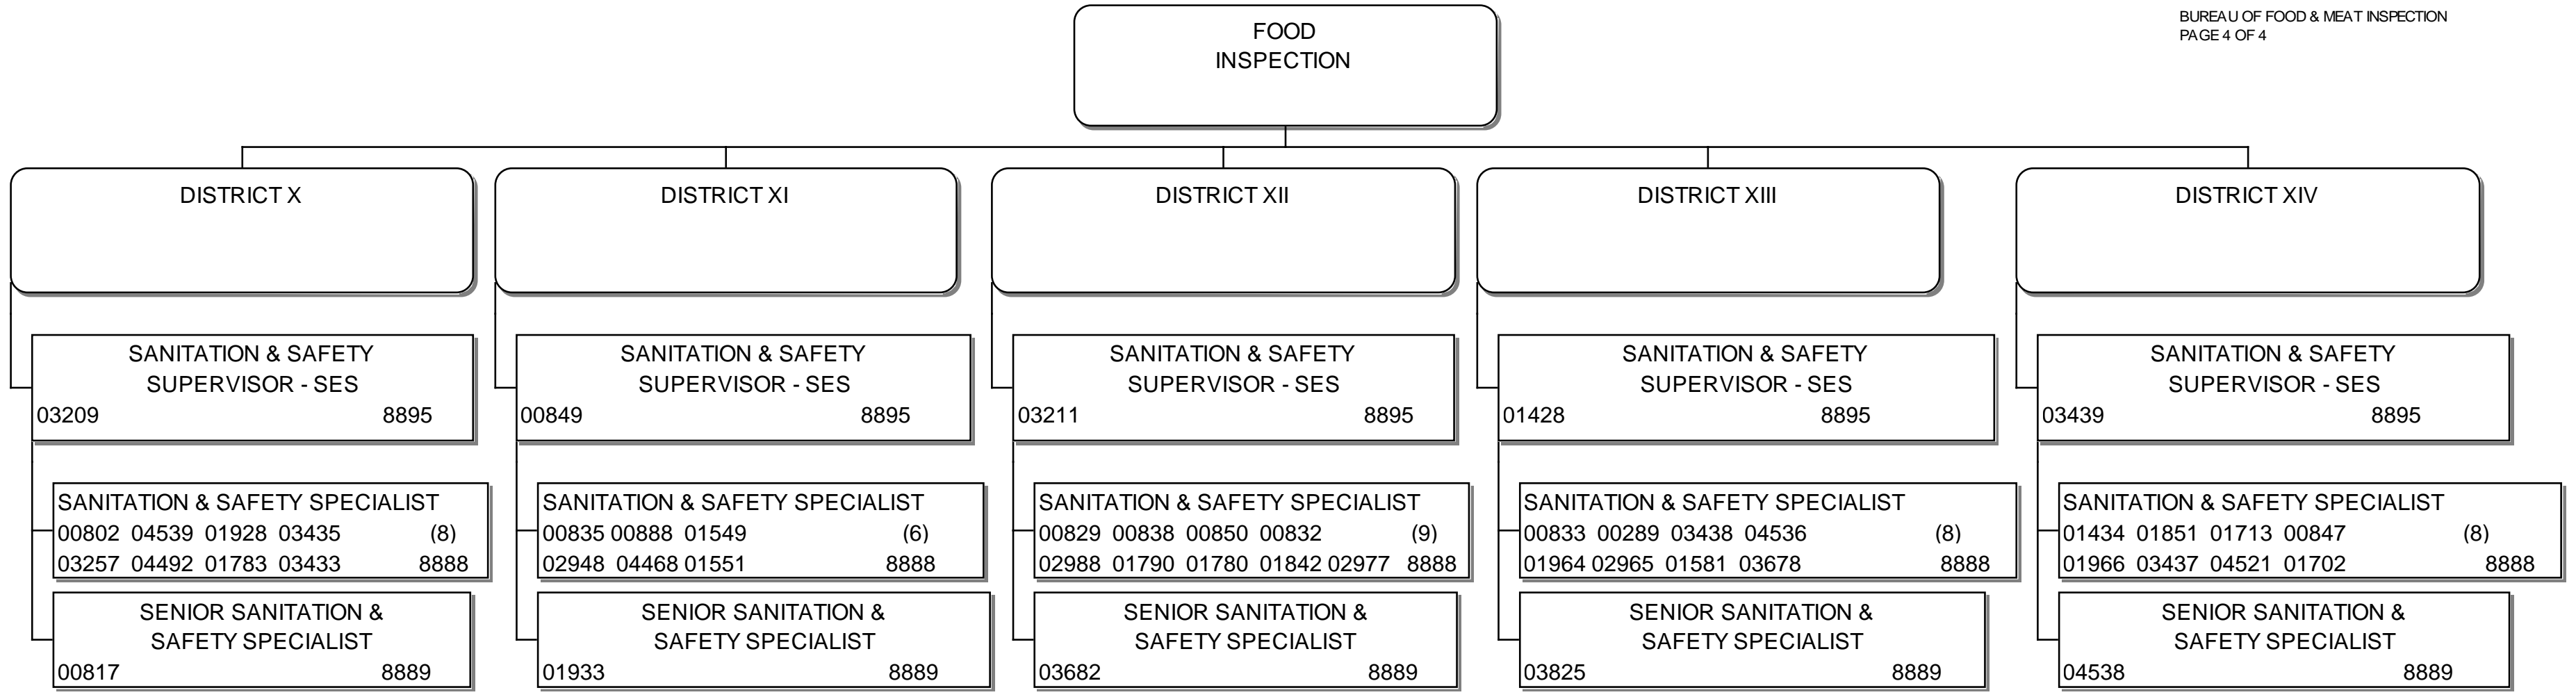 BUREAU OF FOOD & MEAT INSPECTION
PAGE 4 OF 4
FOOD
INSPECTION
DISTRICT X
SANITATION & SAFETY
SUPERVISOR - SES
03209 8895
SANITATION & SAFETY SPECIALIST
00802 04539 01928 03435 (8)
03257 04492 01783 03433 8888
SENIOR SANITATION &
SAFETY SPECIALIST
00817 8889
DISTRICT XI
SANITATION & SAFETY
SUPERVISOR - SES
00849 8895
SANITATION & SAFETY SPECIALIST
00835 00888 01549 (6)
02948 04468 01551 8888
SENIOR SANITATION &
SAFETY SPECIALIST
01933 8889
DISTRICT XII
SANITATION & SAFETY
SUPERVISOR - SES
03211 8895
SANITATION & SAFETY SPECIALIST
00829 00838 00850 00832 (9)
02988 01790 01780 01842 02977 8888
SENIOR SANITATION &
SAFETY SPECIALIST
03682 8889
DISTRICT XIII
SANITATION & SAFETY
SUPERVISOR - SES
01428 8895
SANITATION & SAFETY SPECIALIST
00833 00289 03438 04536 (8)
01964 02965 01581 03678 8888
SENIOR SANITATION &
SAFETY SPECIALIST
03825 8889
DISTRICT XIV
SANITATION & SAFETY
SUPERVISOR - SES
03439 8895
SANITATION & SAFETY SPECIALIST
01434 01851 01713 00847 (8)
01966 03437 04521 01702 8888
SENIOR SANITATION &
SAFETY SPECIALIST
04538 8889